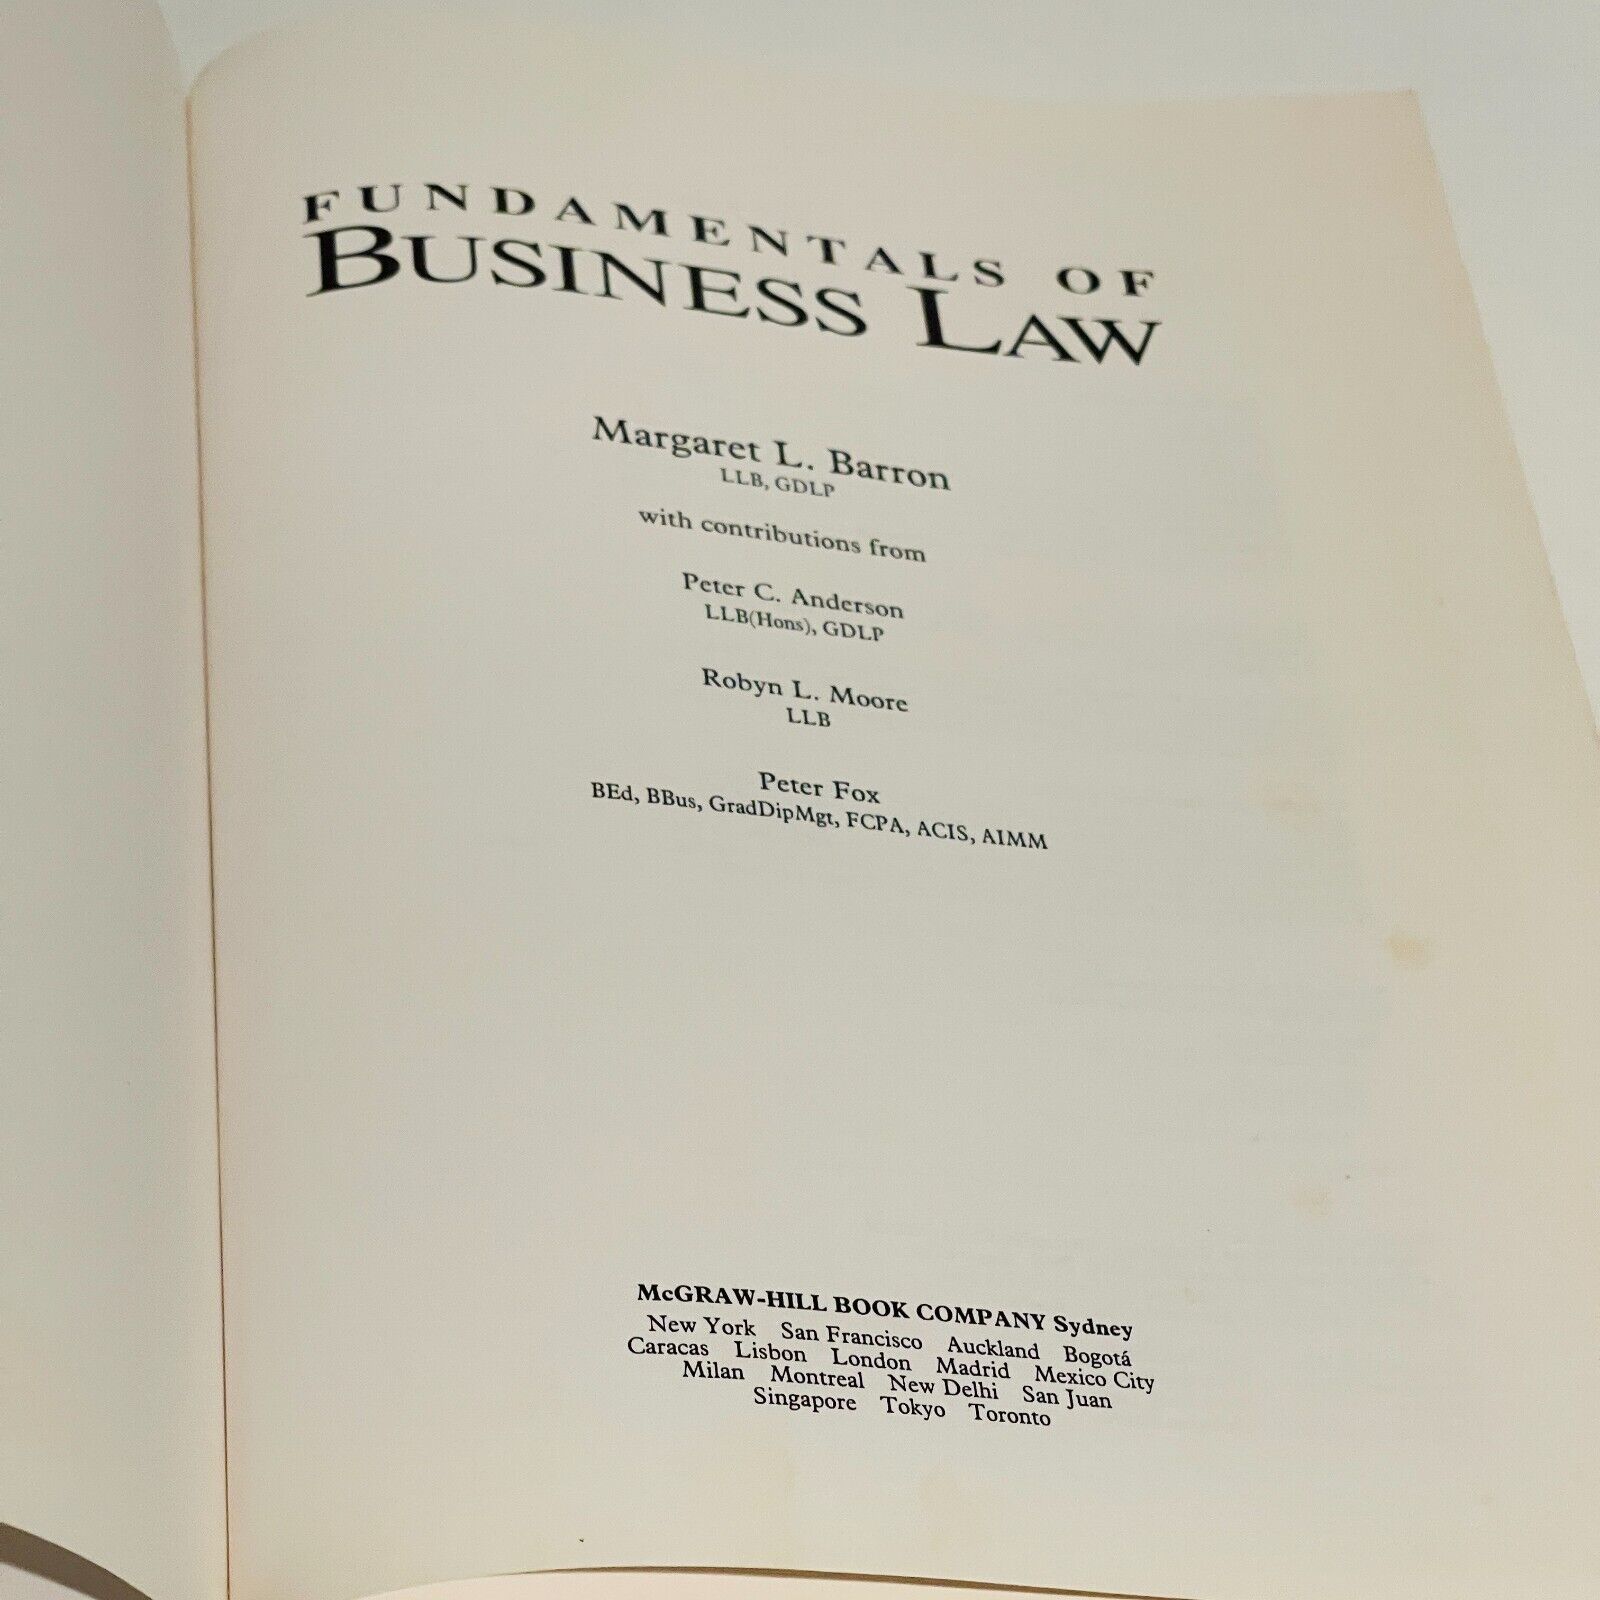 FUNDAMENTALS OF
BUSINESS LAW
Margaret L. Barron
LLB, GDLP
with contributions from
Peter C. Anderson
LLB(Hons), GDLP
Robyn L. Moore
LLB
Peter Fox
BEd, BBus, GradDipMgt, FCPA, ACIS, AIMM
McGRAW-HILL BOOK COMPANY Sydney
New York San Francisco Auckland Bogotá
Caracas Lisbon London Madrid Mexico City
Milan Montreal New Delhi San Juan
Singapore Tokyo Toronto